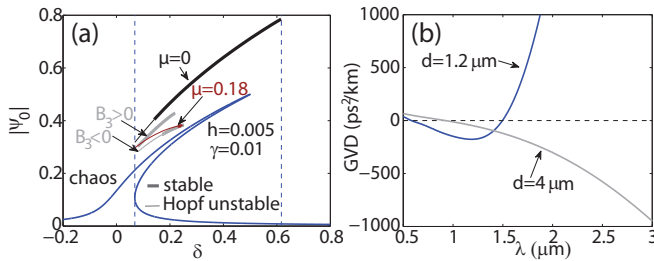 (a)
μ=0
μ=0.18
B₃>0
B₃<0
h=0.005
γ=0.01
chaos
stable
Hopf unstable
|Ψ₀|
0.8
0.6
0.4
0.2
0
−0.2 0 0.2 0.4 0.6 0.8
δ
(b)
d=1.2 μm
d=4 μm
GVD (ps²/km)
1000
500
0
−500
−1000
0.5 1 1.5 2 2.5 3
λ (μm)